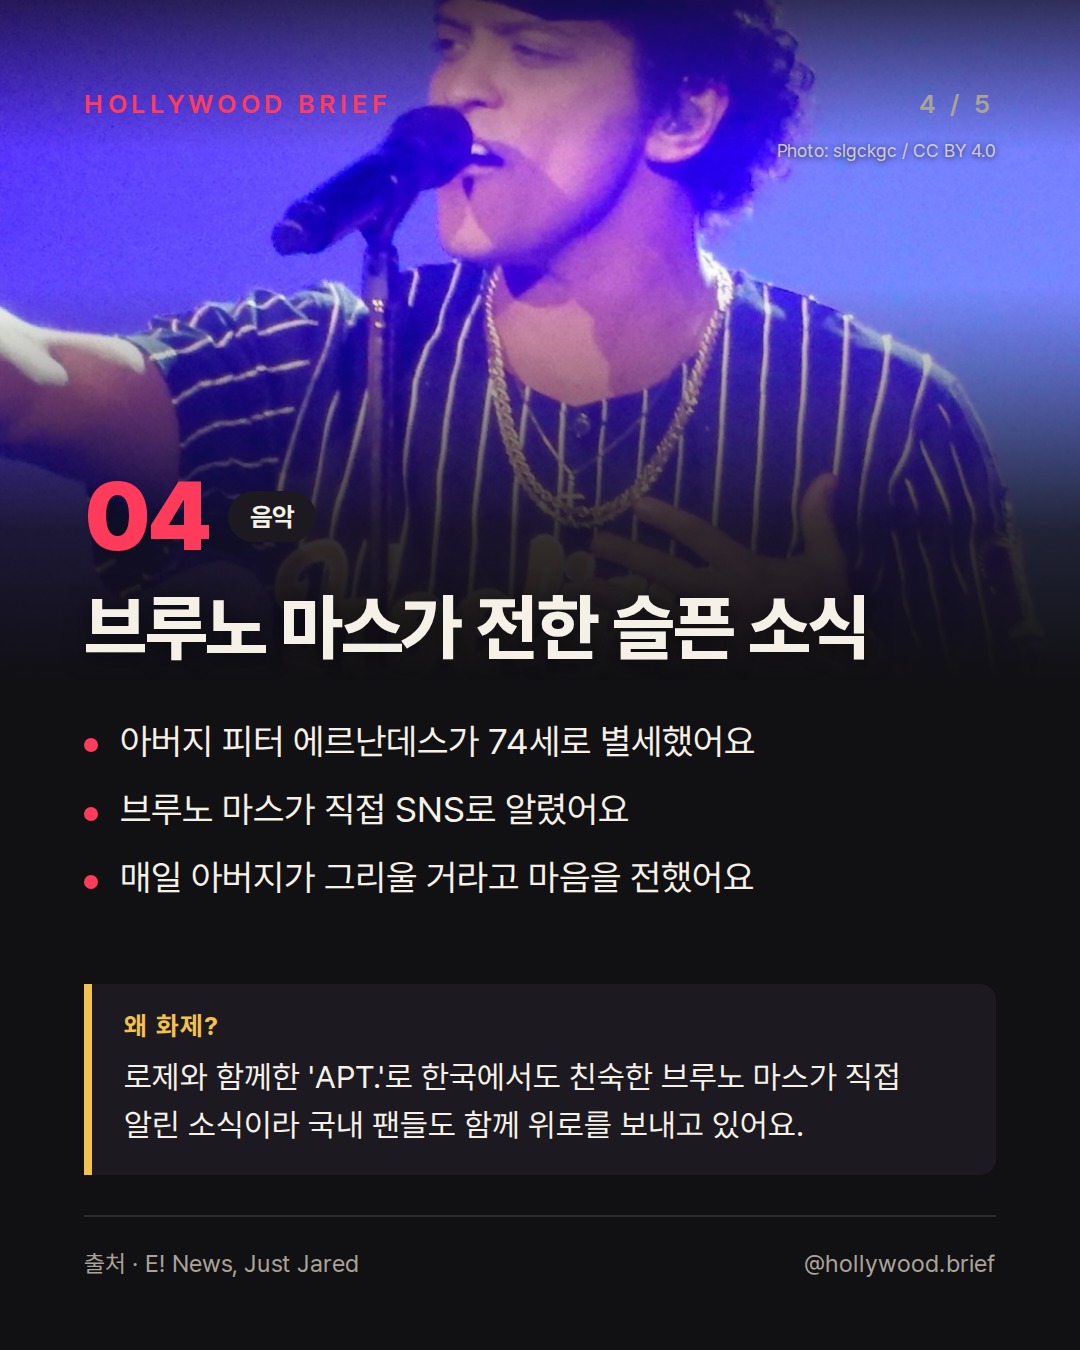 HOLLYWOOD BRIEF
4 / 5
Photo: slgckgc / CC BY 4.0
04
음악
브루노 마스가 전한 슬픈 소식
아버지 피터 에르난데스가 74세로 별세했어요
브루노 마스가 직접 SNS로 알렸어요
매일 아버지가 그리울 거라고 마음을 전했어요
왜 화제?
로제와 함께한 'APT.'로 한국에서도 친숙한 브루노 마스가 직접
알린 소식이라 국내 팬들도 함께 위로를 보내고 있어요.
출처 · E! News, Just Jared
@hollywood.brief